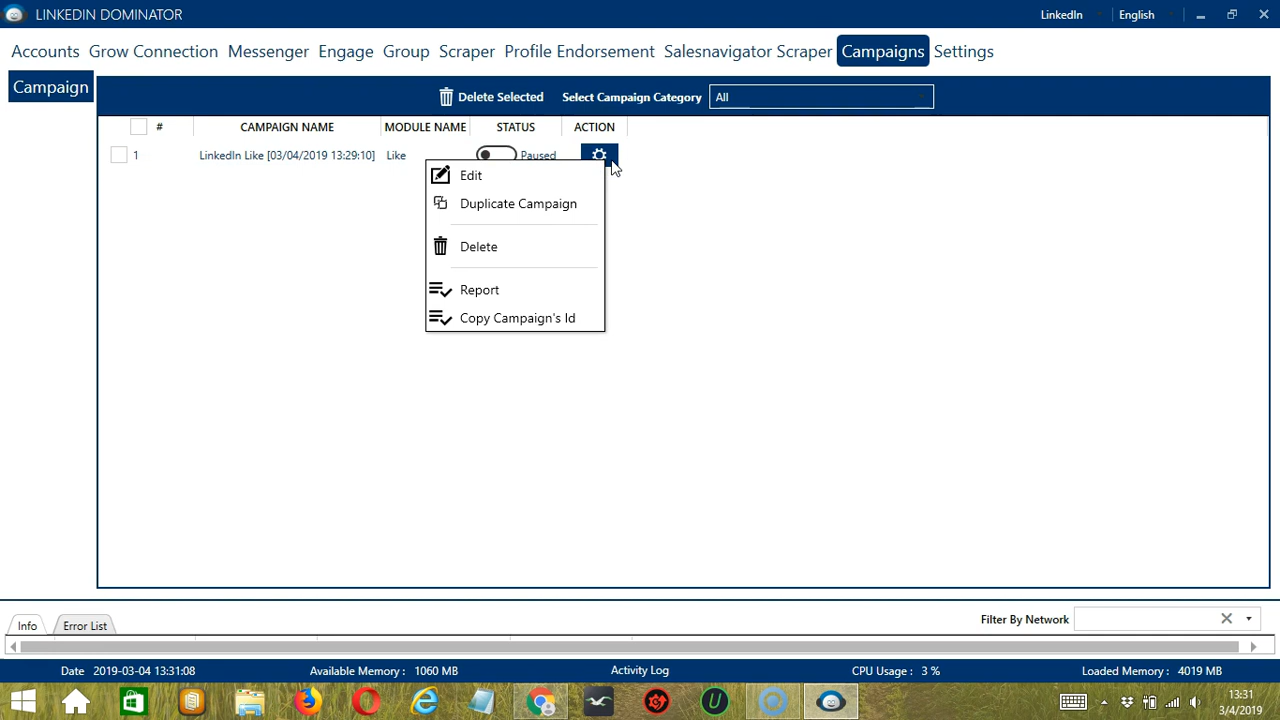 LINKEDIN DOMINATOR
LinkedIn
English
Accounts Grow Connection Messenger Engage Group Scraper Profile Endorsement Salesnavigator Scraper Campaigns Settings
Campaign
Delete Selected Select Campaign Category All
# CAMPAIGN NAME MODULE NAME STATUS ACTION
1 LinkedIn Like [03/04/2019 13:29:10] Like Paused
Edit
Duplicate Campaign
Delete
Report
Copy Campaign's Id
Info Error List Filter By Network
Date 2019-03-04 13:31:08 Available Memory : 1060 MB Activity Log CPU Usage : 3 % Loaded Memory : 4019 MB
13:31
3/4/2019